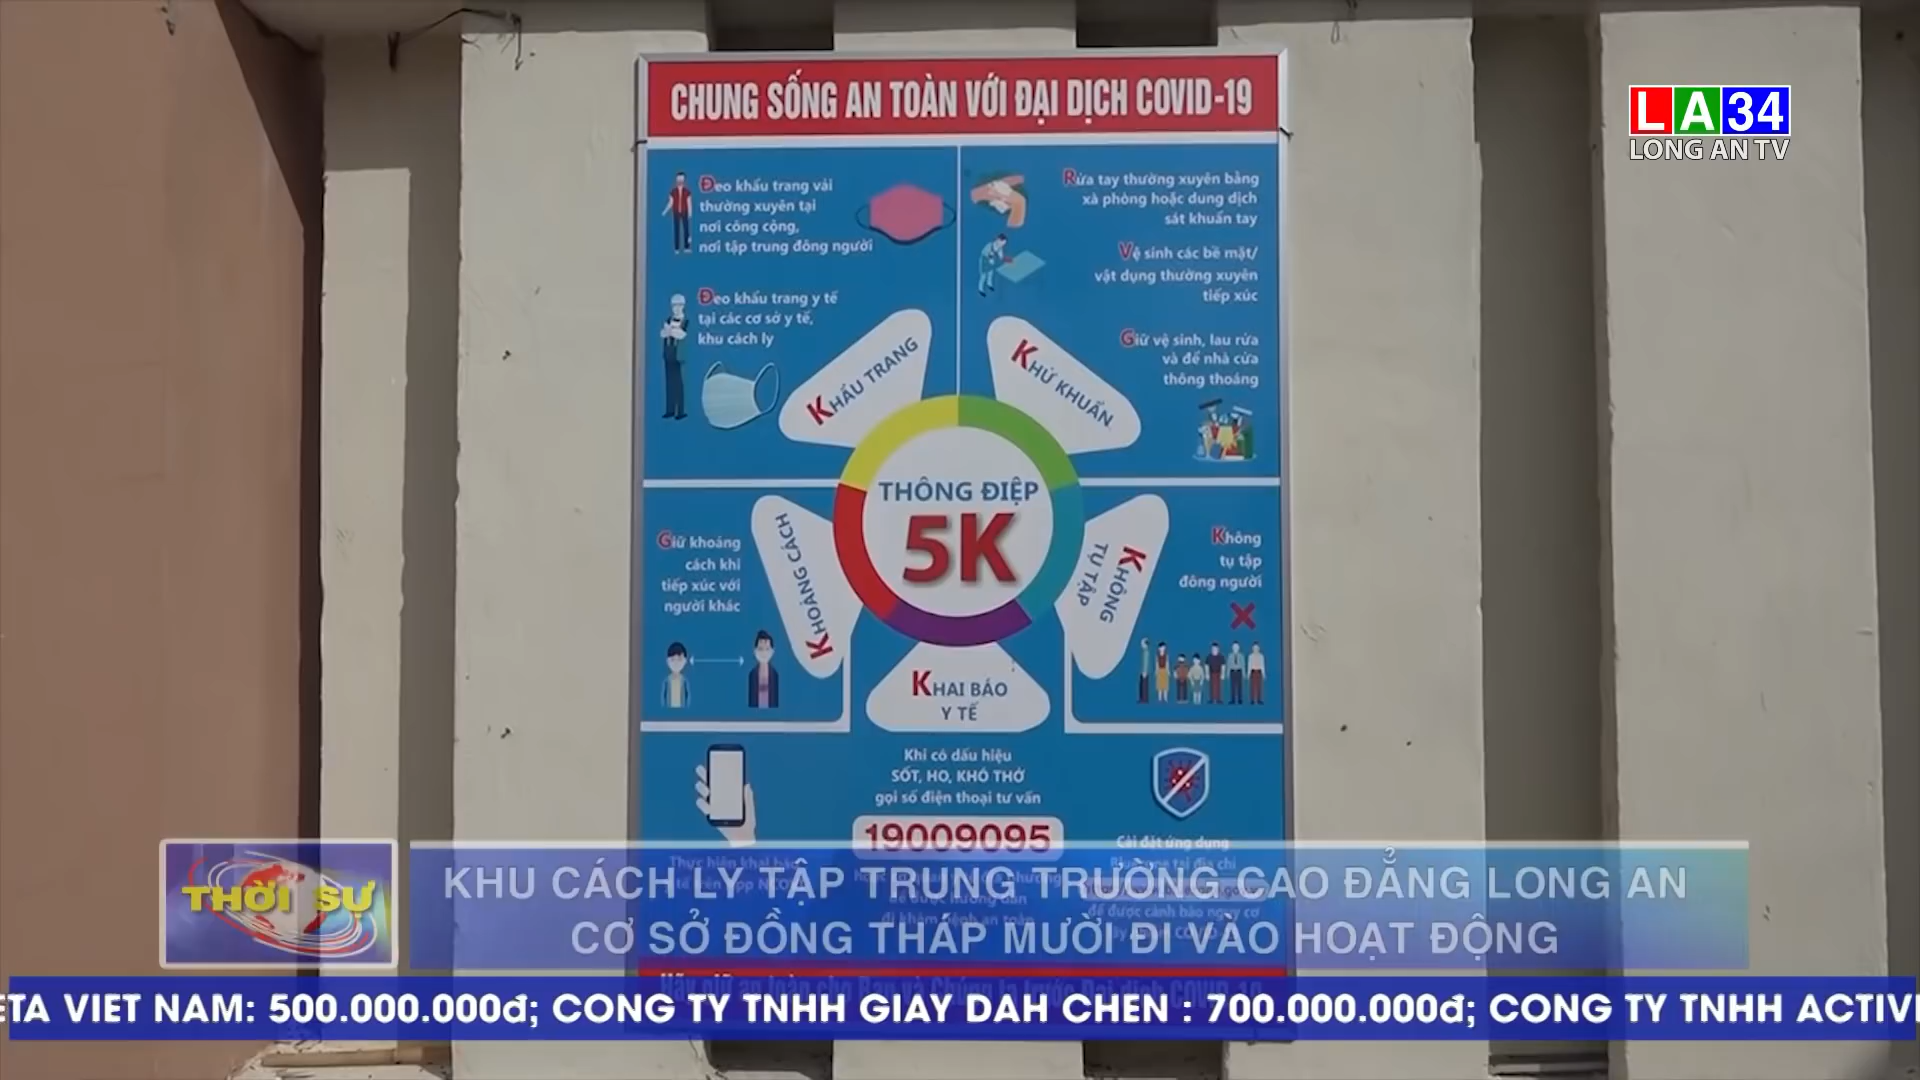 CHUNG SỐNG AN TOÀN VỚI ĐẠI DỊCH COVID-19
LA34
LONG AN TV
Đeo khẩu trang vải
thường xuyên tại
nơi công cộng,
nơi tập trung đông người
Đeo khẩu trang y tế
tại các cơ sở y tế,
khu cách ly
KHẨU TRANG
Rửa tay thường xuyên bằng
xà phòng hoặc dung dịch
sát khuẩn tay
Vệ sinh các bề mặt/
vật dụng thường xuyên
tiếp xúc
Giữ vệ sinh, lau rửa
và để nhà cửa
thông thoáng
KHỬ KHUẨN
THÔNG ĐIỆP
5K
Giữ khoảng
cách khi
tiếp xúc với
người khác
KHOẢNG CÁCH
KHÔNG
TỤ TẬP
Không
tụ tập
đông người
KHAI BÁO
Y TẾ
Khi có dấu hiệu
SỐT, HO, KHÓ THỞ
gọi số điện thoại tư vấn
19009095
Cài đặt ứng dụng
THỜI SỰ
KHU CÁCH LY TẬP TRUNG TRƯỜNG CAO ĐẲNG LONG AN
CƠ SỞ ĐỒNG THÁP MƯỜI ĐI VÀO HOẠT ĐỘNG
ETA VIET NAM: 500.000.000đ; CONG TY TNHH GIAY DAH CHEN : 700.000.000đ; CONG TY TNHH ACTIVI